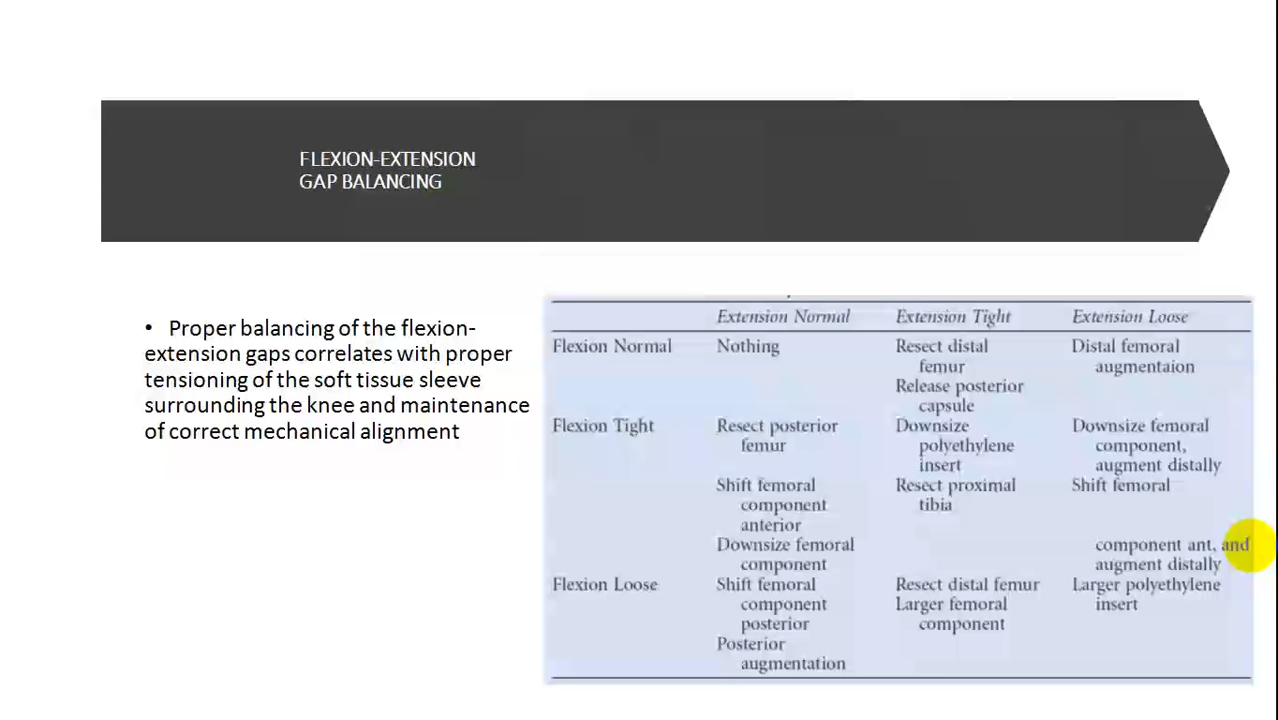 FLEXION-EXTENSION
GAP BALANCING
• Proper balancing of the flexion-
extension gaps correlates with proper
tensioning of the soft tissue sleeve
surrounding the knee and maintenance
of correct mechanical alignment
Extension Normal Extension Tight Extension Loose
Flexion Normal Nothing Resect distal Distal femoral
femur augmentaion
Release posterior
capsule
Flexion Tight Resect posterior Downsize Downsize femoral
femur polyethylene component,
insert augment distally
Shift femoral Resect proximal Shift femoral
component tibia
anterior
Downsize femoral component ant, and
component augment distally
Flexion Loose Shift femoral Resect distal femur Larger polyethylene
component Larger femoral insert
posterior component
Posterior
augmentation